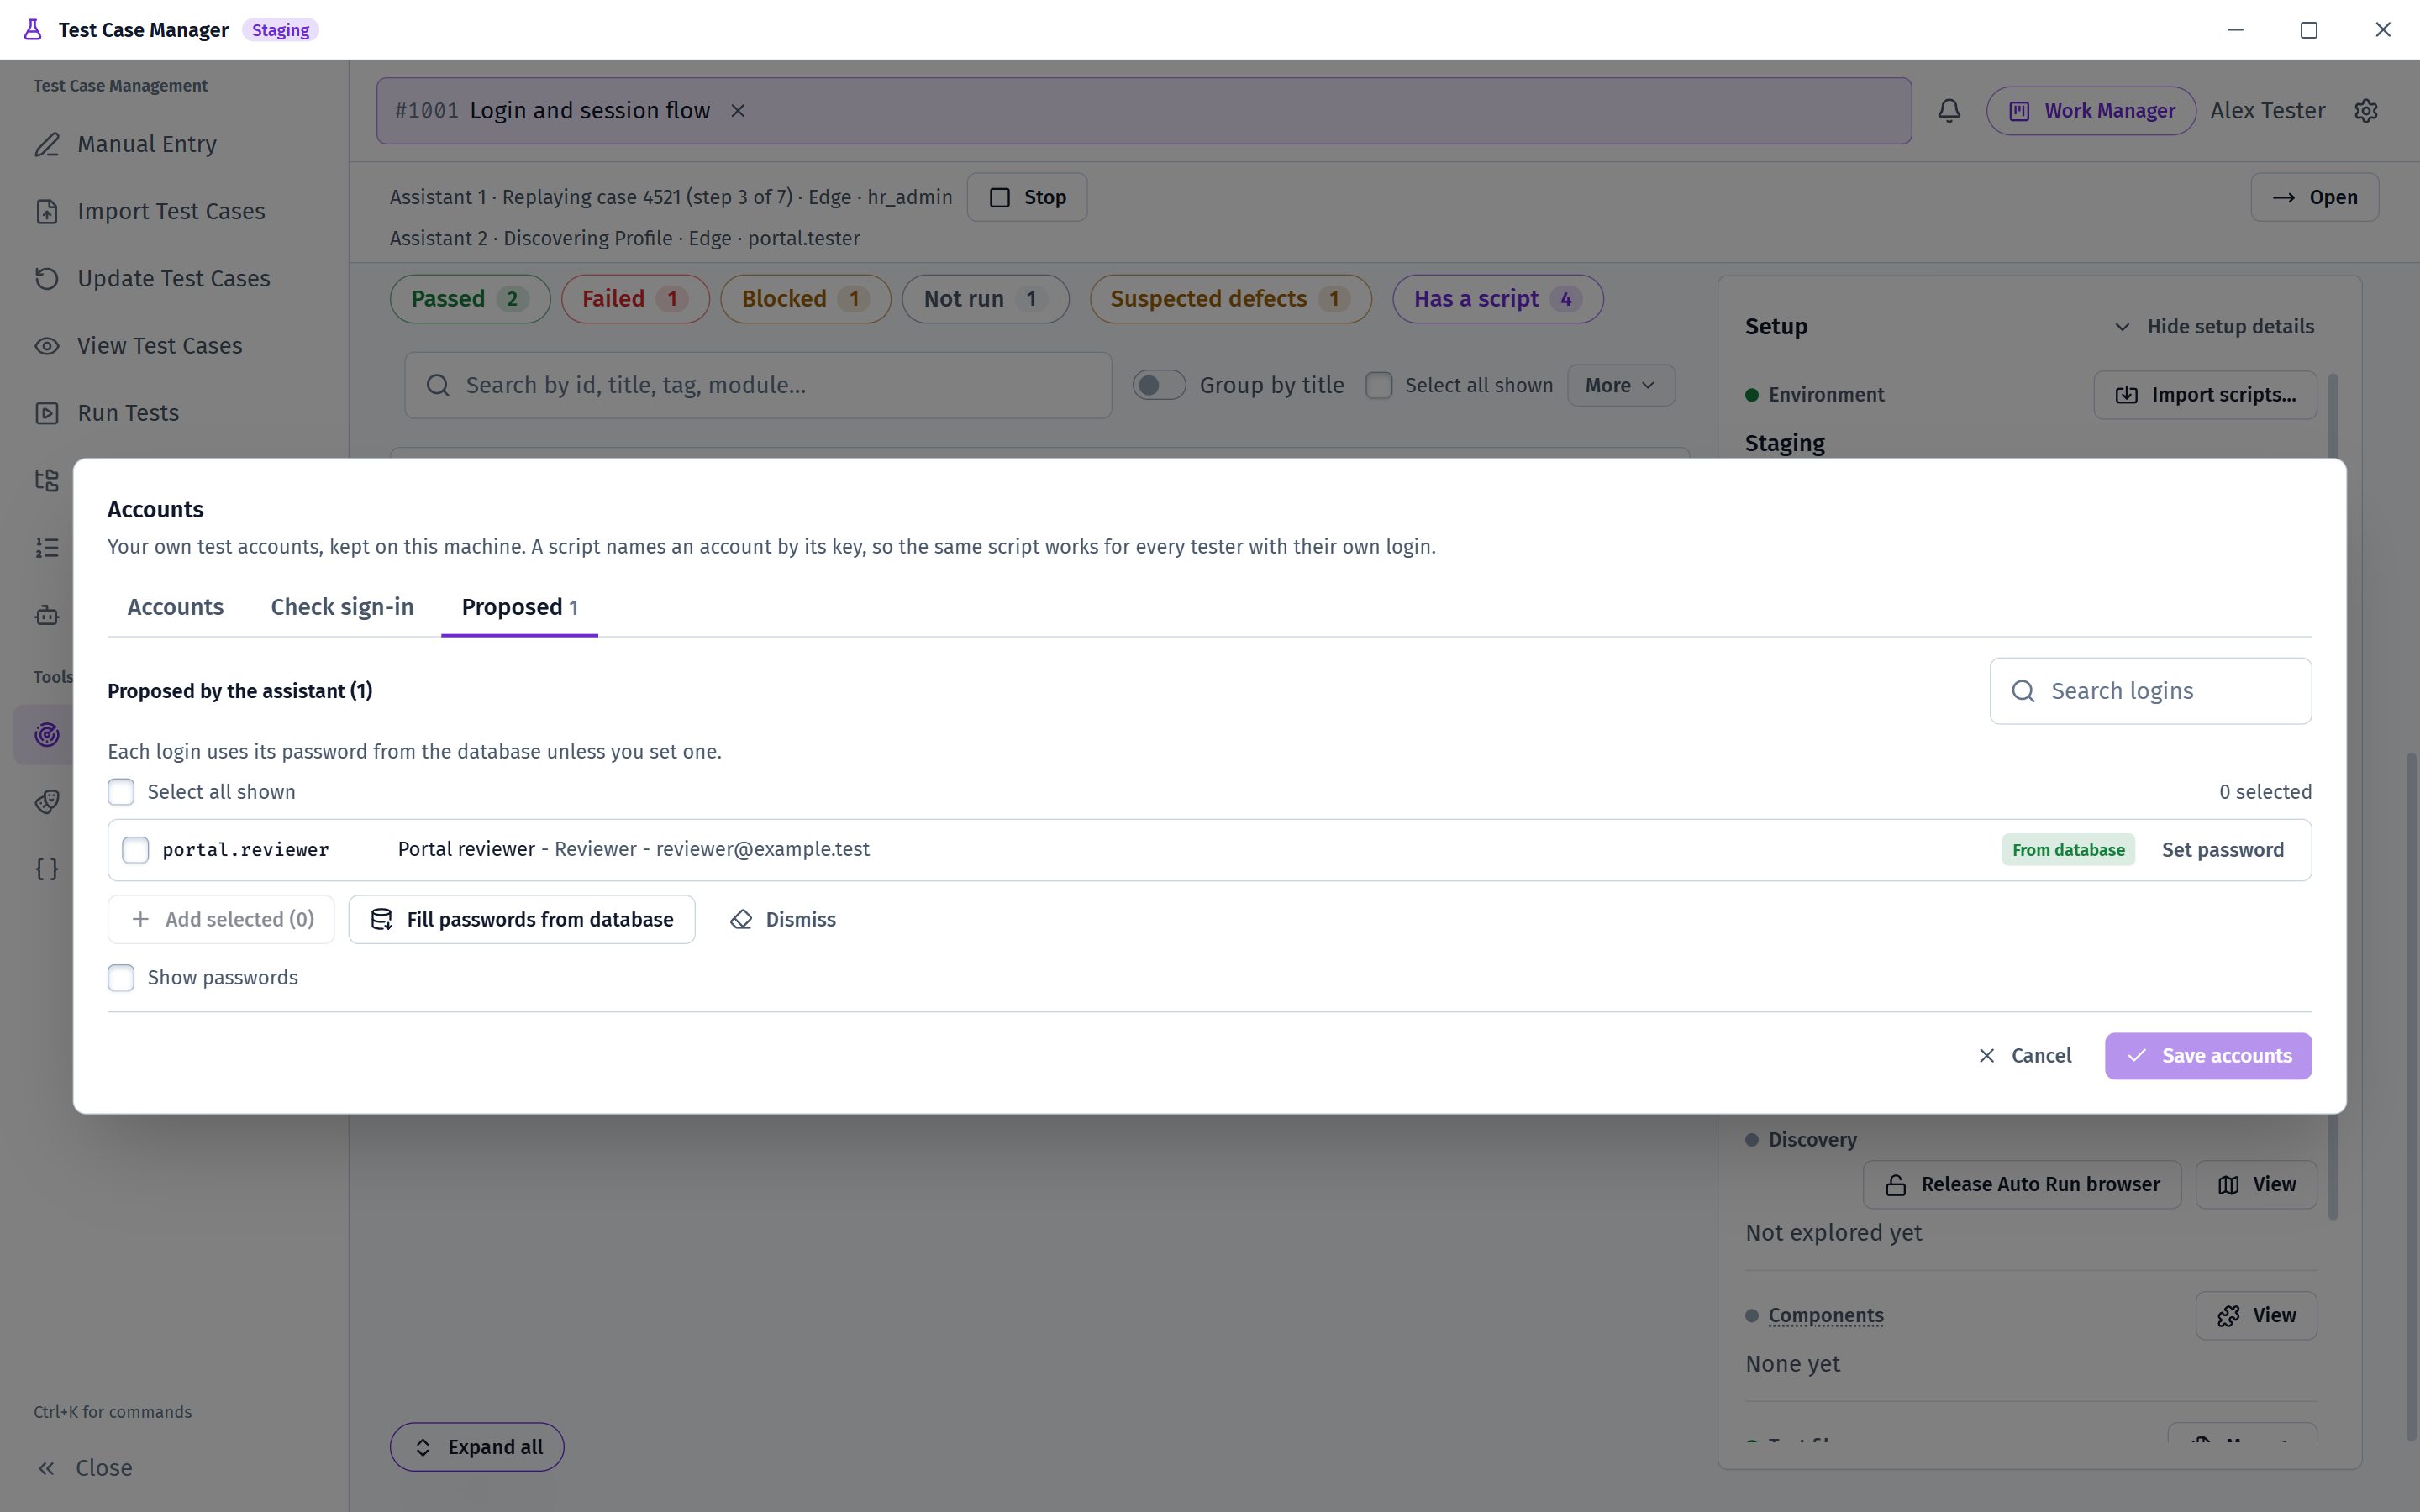 Test Case Manager Staging
Test Case Management
Manual Entry
Import Test Cases
Update Test Cases
View Test Cases
Run Tests
Tools
Ctrl+K for commands
Close
#1001 Login and session flow
Work Manager
Alex Tester
Assistant 1 · Replaying case 4521 (step 3 of 7) · Edge · hr_admin
Stop
Open
Assistant 2 · Discovering Profile · Edge · portal.tester
Passed 2
Failed 1
Blocked 1
Not run 1
Suspected defects 1
Has a script 4
Search by id, title, tag, module...
Group by title
Select all shown
More
Setup
Hide setup details
Environment
Import scripts...
Staging
Accounts
Your own test accounts, kept on this machine. A script names an account by its key, so the same script works for every tester with their own login.
Accounts
Check sign-in
Proposed 1
Proposed by the assistant (1)
Search logins
Each login uses its password from the database unless you set one.
Select all shown
0 selected
portal.reviewer
Portal reviewer - Reviewer - reviewer@example.test
From database
Set password
Add selected (0)
Fill passwords from database
Dismiss
Show passwords
Cancel
Save accounts
Discovery
Release Auto Run browser
View
Not explored yet
Components
View
None yet
Expand all